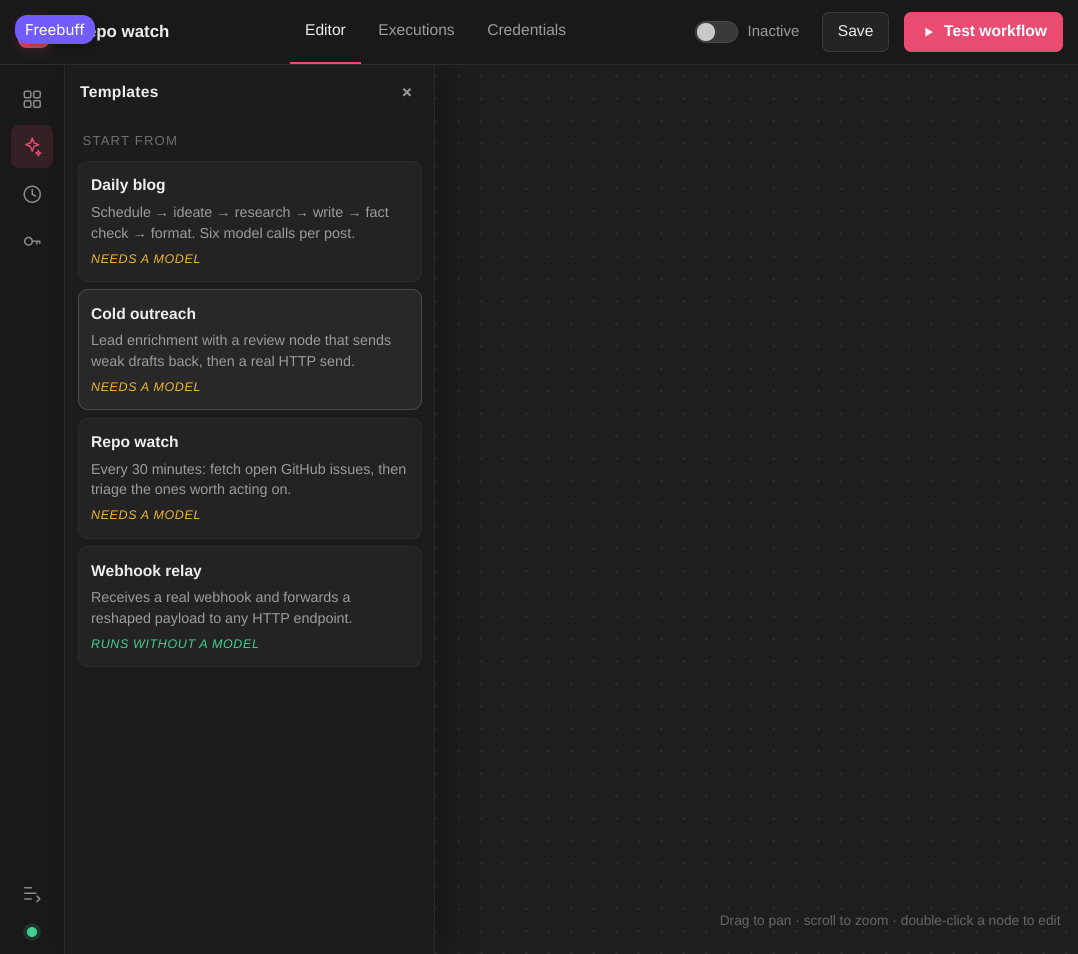 Freebuff
po watch
Editor
Executions
Credentials
Inactive
Save
Test workflow
Templates
×
START FROM
Daily blog
Schedule → ideate → research → write → fact
check → format. Six model calls per post.
NEEDS A MODEL
Cold outreach
Lead enrichment with a review node that sends
weak drafts back, then a real HTTP send.
NEEDS A MODEL
Repo watch
Every 30 minutes: fetch open GitHub issues, then
triage the ones worth acting on.
NEEDS A MODEL
Webhook relay
Receives a real webhook and forwards a
reshaped payload to any HTTP endpoint.
RUNS WITHOUT A MODEL
Drag to pan · scroll to zoom · double-click a node to edit